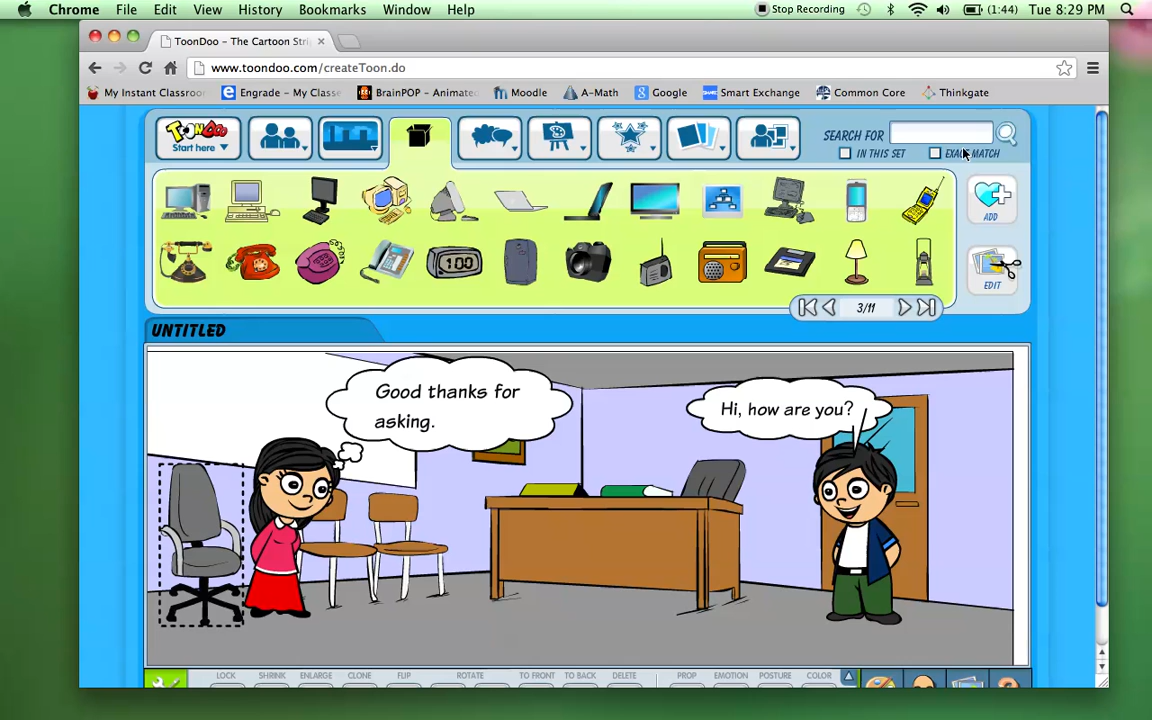 Chrome File Edit View History Bookmarks Window Help Stop Recording (1:44) Tue 8:29 PM
ToonDoo - The Cartoon Stri
www.toondoo.com/createToon.do
My Instant Classroo Engrade - My Classe BrainPOP - Animated Moodle A-Math Google Smart Exchange Common Core Thinkgate
TOONDOO
Start here
SEARCH FOR
IN THIS SET EXACT MATCH
ADD
100
EDIT
3/11
UNTITLED
Good thanks for
asking.
Hi, how are you?
LOCK SHRINK ENLARGE CLONE FLIP ROTATE TO FRONT TO BACK DELETE PROP EMOTION POSTURE COLOR